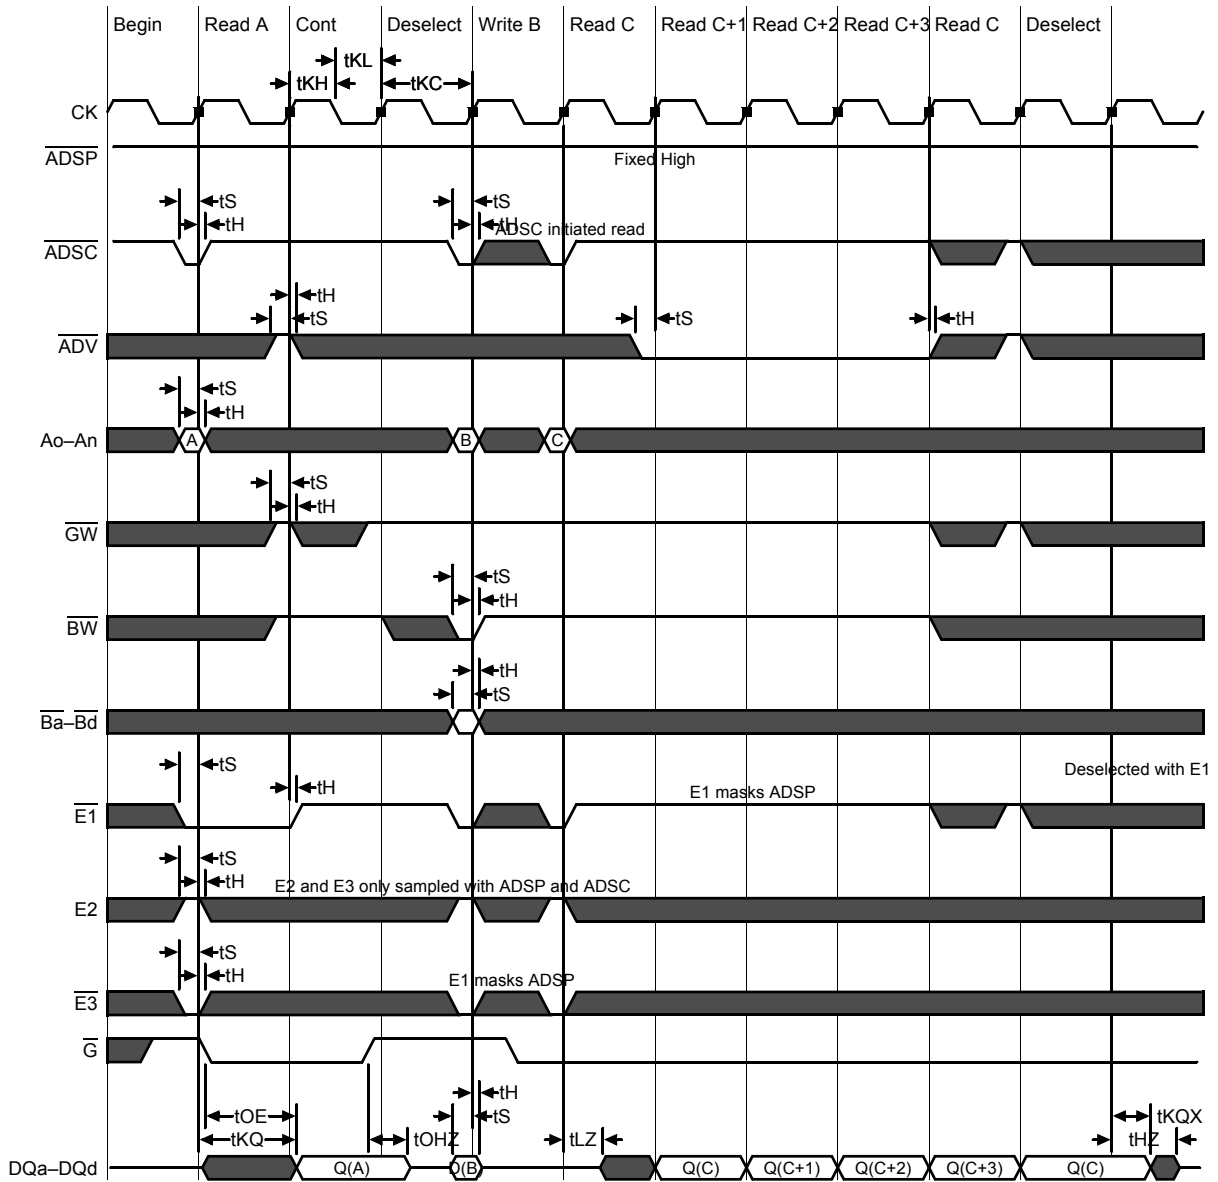 Begin Read A Cont Deselect Write B Read C Read C+1 Read C+2 Read C+3 Read C Deselect
tKL
tKH tKC
CK
ADSP Fixed High
tS tS
tH tH
ADSC initiated read
ADSC
tH
tS tS tH
ADV
tS
tH
Ao–An A B C
tS
tH
GW
tS
tH
BW
tH
tS
Ba–Bd
tS Deselected with E1
tH
E1 masks ADSP
E1
tS
tH
E2 and E3 only sampled with ADSP and ADSC
E2
tS
tH
E1 masks ADSP
E3
G
tH
tOE tS tKQX
tKQ tOHZ tLZ tHZ
DQa–DQd Q(A) D(B Q(C) Q(C+1) Q(C+2) Q(C+3) Q(C)